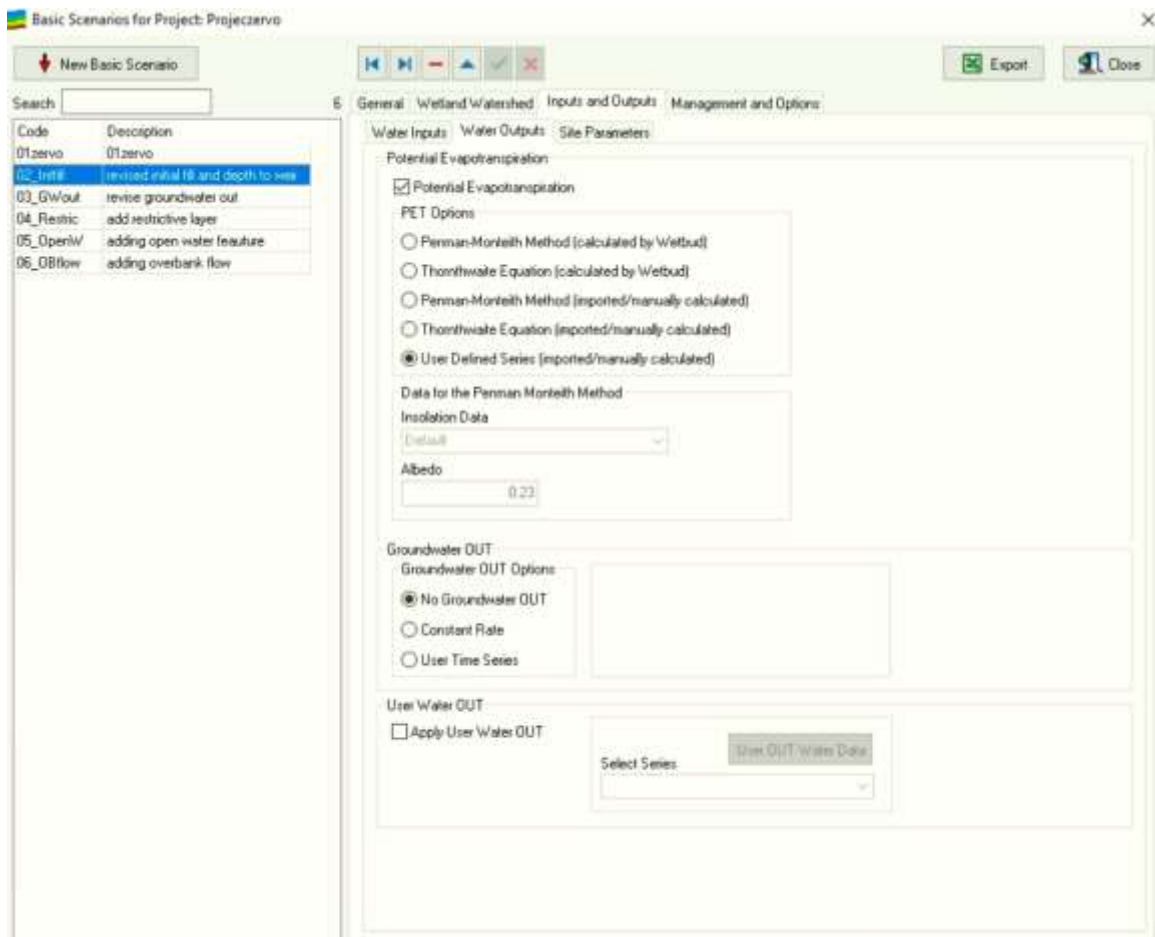 Basic Scenarios for Project: Projeczervo
New Basic Scenario
Export
Close
Search
6
General Wetland Watershed Inputs and Outputs Management and Options
Code Description
01zervo 01zervo
02_Initfil revised initial fill and depth to weir
03_GWout revise groundwater out
04_Restric add restrictive layer
05_OpenW adding open water feauture
06_OBflow adding overbank flow
Water Inputs Water Outputs Site Parameters
Potential Evapotranspiration
Potential Evapotranspiration
PET Options
Penman-Monteith Method (calculated by Wetbud)
Thornthwaite Equation (calculated by Wetbud)
Penman-Monteith Method (imported/manually calculated)
Thornthwaite Equation (imported/manually calculated)
User Defined Series (imported/manually calculated)
Data for the Penman Monteith Method
Insolation Data
Default
Albedo
0.23
Groundwater OUT
Groundwater OUT Options
No Groundwater OUT
Constant Rate
User Time Series
User Water OUT
Apply User Water OUT
User OUT Water Data
Select Series